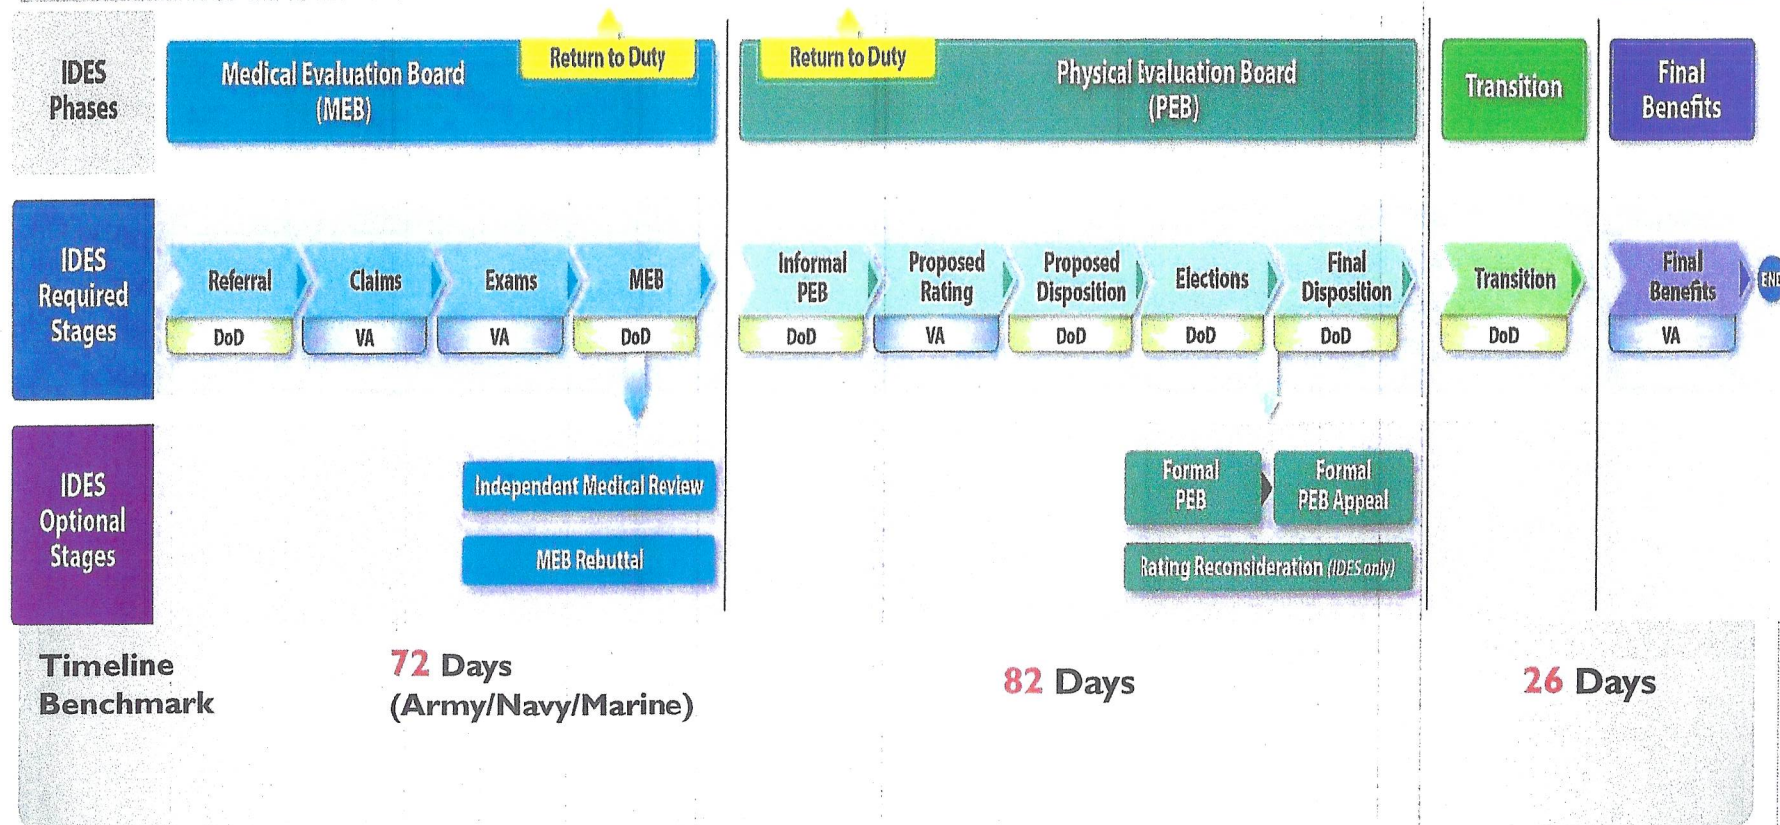 IDES
Phases
Medical Evaluation Board
(MEB)
Return to Duty
Return to Duty
Physical Evaluation Board
(PEB)
Transition
Final
Benefits
IDES
Required
Stages
Referral
DoD
Claims
VA
Exams
VA
MEB
DoD
Informal
PEB
DoD
Proposed
Rating
VA
Proposed
Disposition
DoD
Elections
DoD
Final
Disposition
DoD
Transition
DoD
Final
Benefits
VA
END
IDES
Optional
Stages
Independent Medical Review
MEB Rebuttal
Formal
PEB
Formal
PEB Appeal
Rating Reconsideration (IDES only)
Timeline
Benchmark
72 Days
(Army/Navy/Marine)
82 Days
26 Days